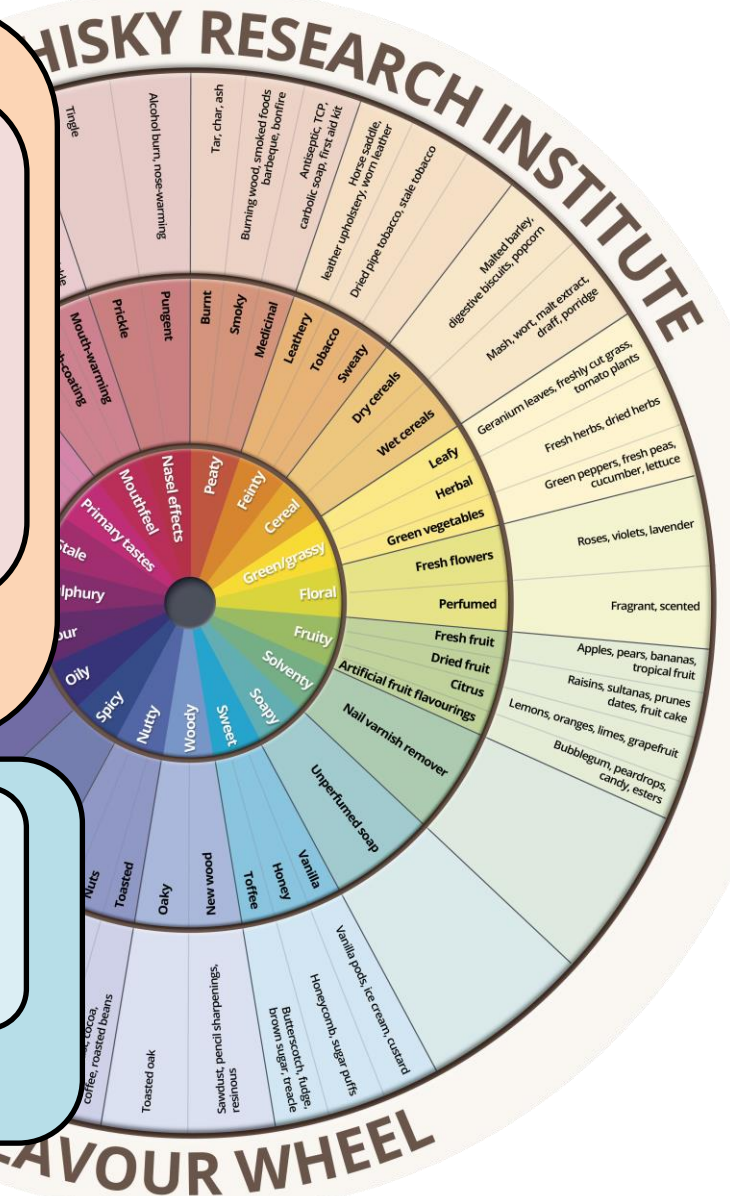 HISKY RESEARCH INSTITUTE
Tingle
Alcohol burn, nose-warming
Tar, char, ash
Burning wood, smoked foods
barbeque, bonfire
Antiseptic, TCP,
carbolic soap, first aid kit
Horse saddle,
leather upholstery, worn leather
Dried pipe tobacco, stale tobacco
Malted barley,
digestive biscuits, popcorn
Mash, wort, malt extract,
draff, porridge
Geranium leaves, freshly cut grass,
tomato plants
Fresh herbs, dried herbs
Green peppers, fresh peas,
cucumber, lettuce
Roses, violets, lavender
Fragrant, scented
Apples, pears, bananas,
tropical fruit
Raisins, sultanas, prunes
dates, fruit cake
Lemons, oranges, limes, grapefruit
Bubblegum, peardrops,
candy, esters
Vanilla pods, ice cream, custard
Honeycomb, sugar puffs
Butterscotch, fudge,
brown sugar, treacle
Sawdust, pencil sharpenings,
resinous
Toasted oak
cocoa,
coffee, roasted beans
h-coating
Mouth-warming
Prickle
Pungent
Burnt
Smoky
Medicinal
Leathery
Tobacco
Sweaty
Dry cereals
Wet cereals
Leafy
Herbal
Green vegetables
Fresh flowers
Perfumed
Fresh fruit
Dried fruit
Citrus
Artificial fruit flavourings
Nail varnish remover
Unperfumed soap
Vanilla
Honey
Toffee
New wood
Oaky
Toasted
Nuts
Primary tastes
Mouthfeel
Nasel effects
Peaty
Feinty
Cereal
Green/grassy
Floral
Fruity
Solventy
Soapy
Sweet
Woody
Nutty
Spicy
Oily
our
lphury
Stale
LAVOUR WHEEL